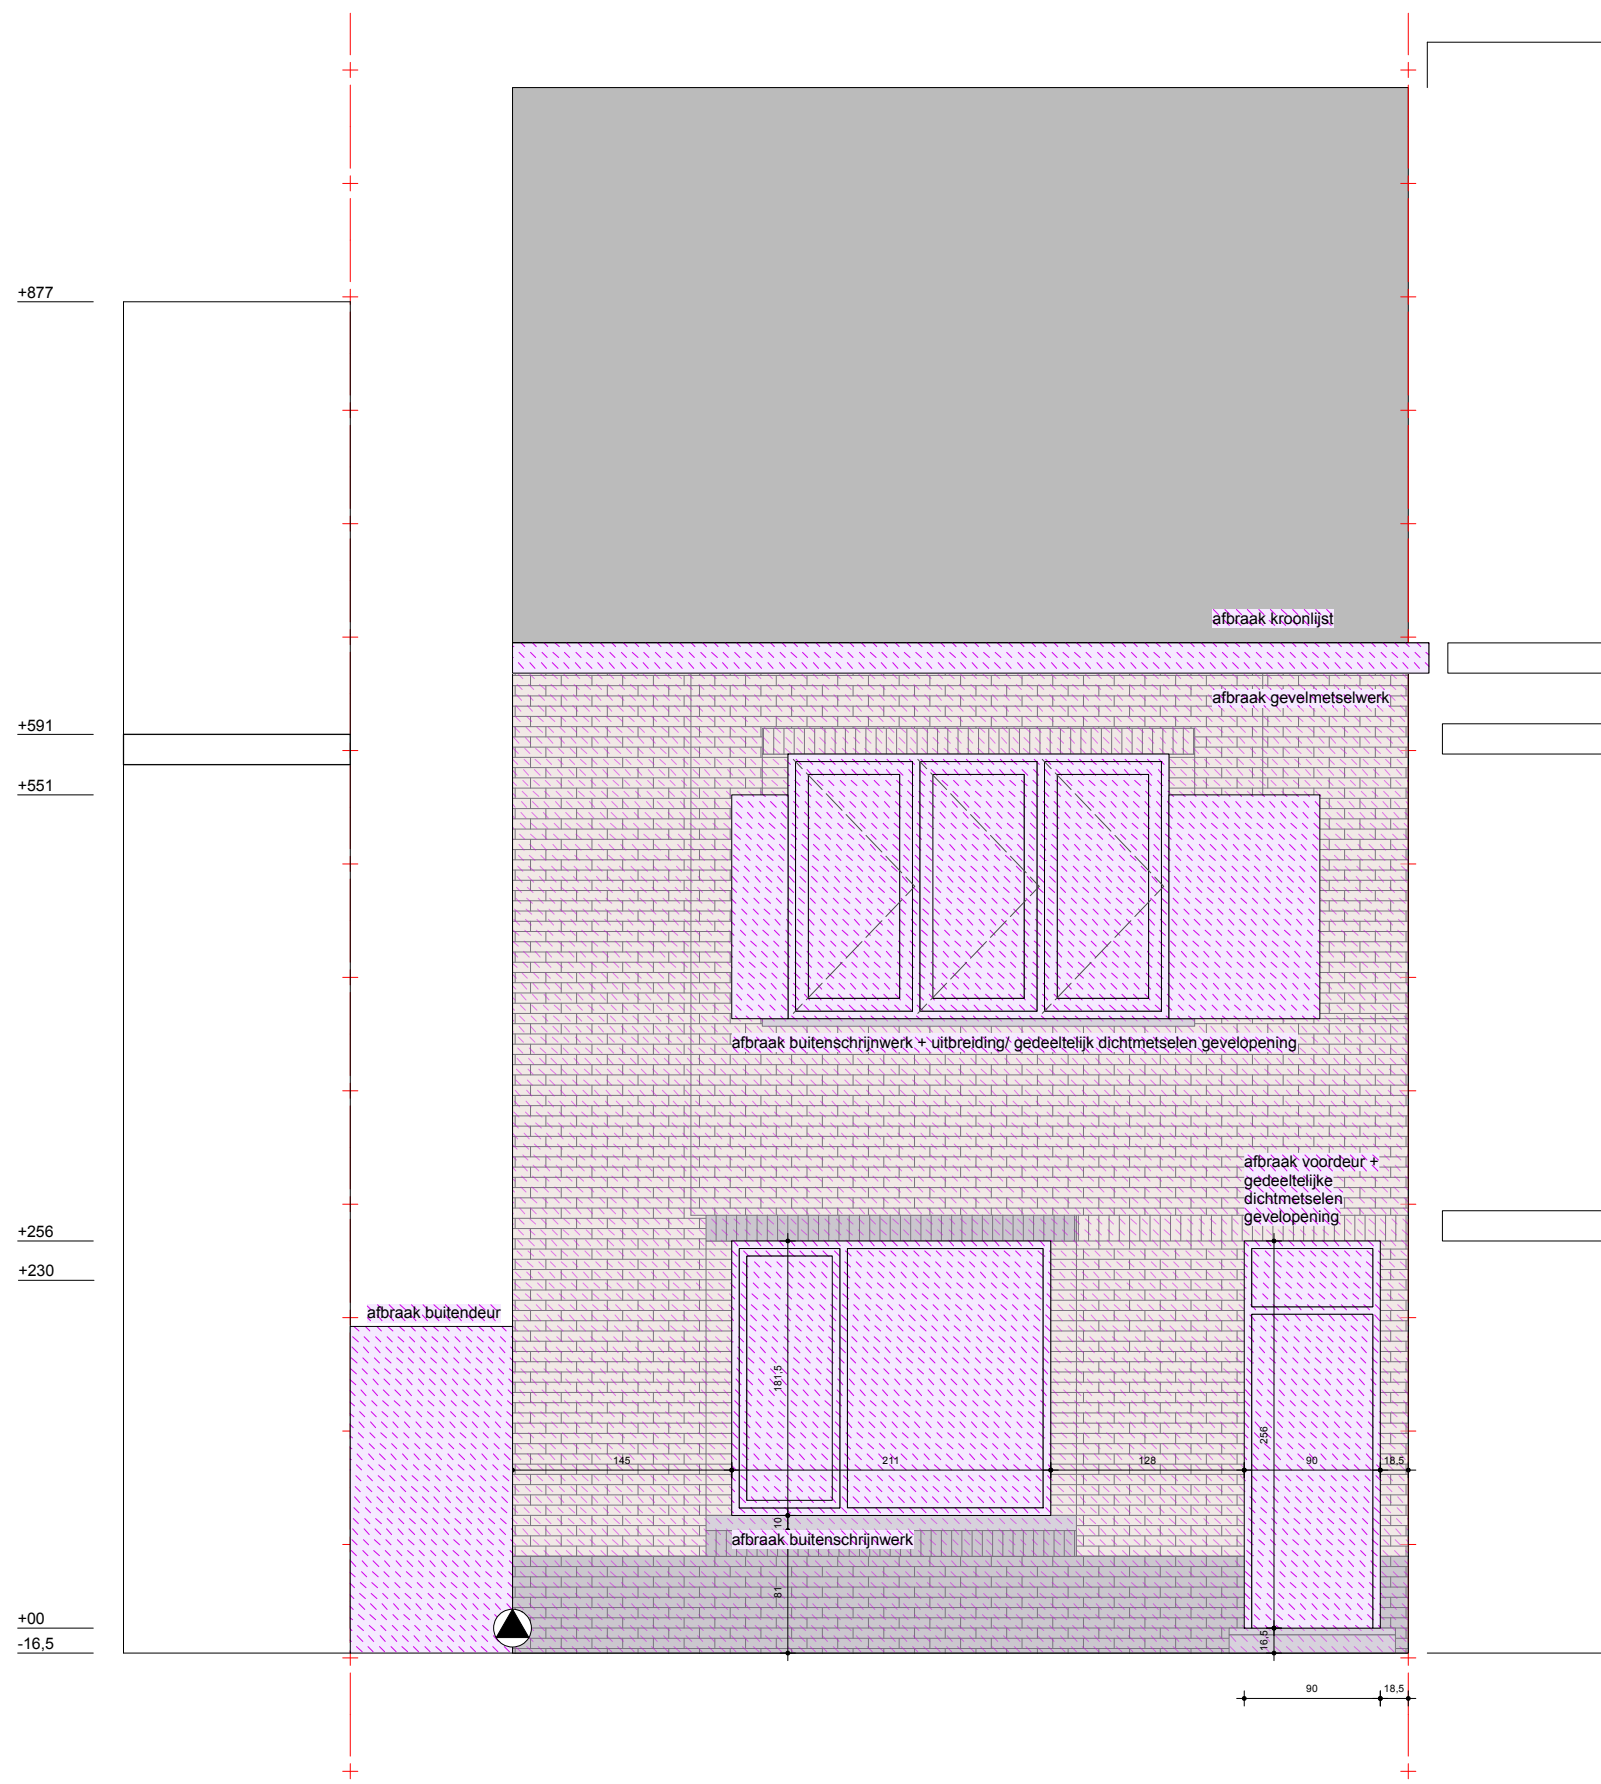 +877
afbraak kroonlijst
afbraak gevelmetselwerk
+591
+551
afbraak buitenschrijnwerk + uitbreiding/ gedeeltelijk dichtmetselen gevelopening
afbraak voordeur +
gedeeltelijke
dichtmetselen
gevelopening
+256
+230
afbraak buitendeur
181,5
256
145
211
128
90
18,5
10
afbraak buitenschrijnwerk
81
+00
-16,5
16,5
90
18,5